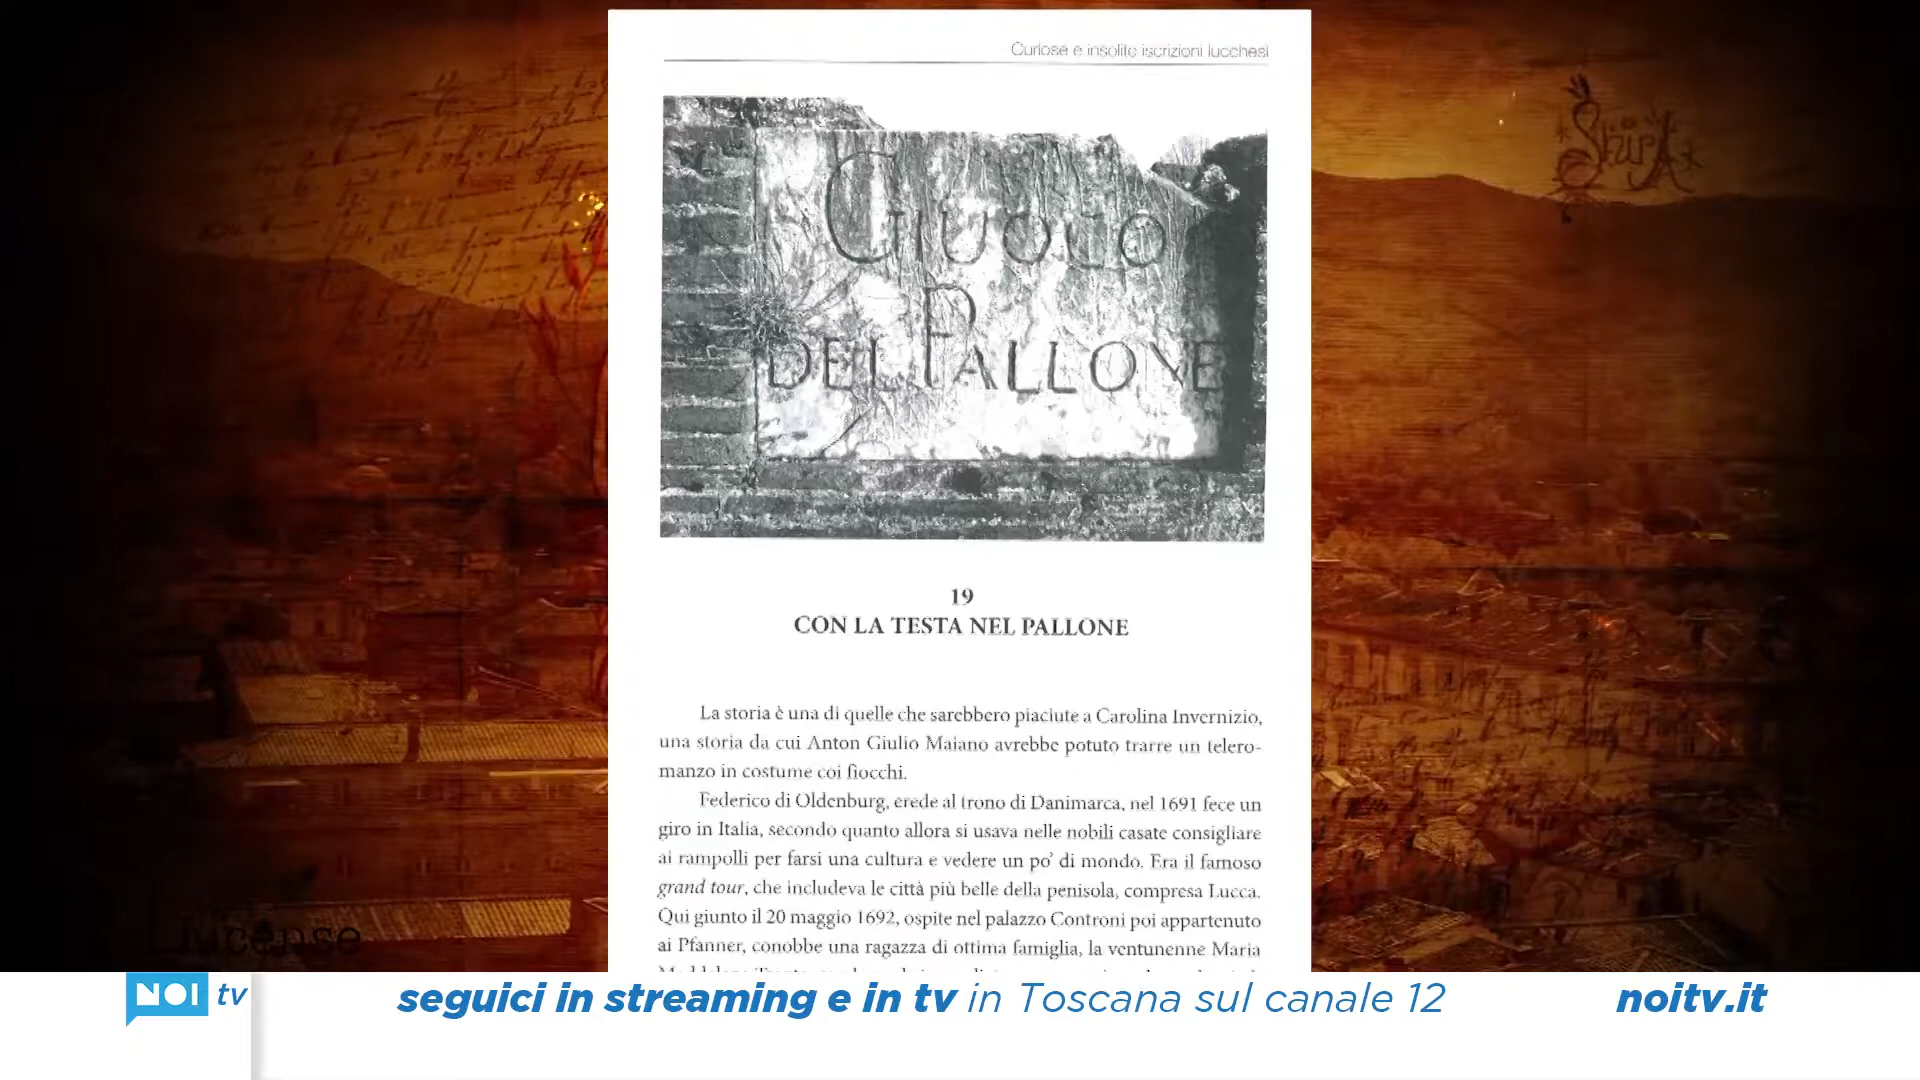 Curiose e insolite iscrizioni lucchesi
GIUOCO
DEL PALLONE
19
CON LA TESTA NEL PALLONE
La storia è una di quelle che sarebbero piaciute a Carolina Invernizio,
una storia da cui Anton Giulio Maiano avrebbe potuto trarre un telero-
manzo in costume coi fiocchi.
Federico di Oldenburg, erede al trono di Danimarca, nel 1691 fece un
giro in Italia, secondo quanto allora si usava nelle nobili casate consigliare
ai rampolli per farsi una cultura e vedere un po' di mondo. Era il famoso
grand tour, che includeva le città più belle della penisola, compresa Lucca.
Qui giunto il 20 maggio 1692, ospite nel palazzo Controni poi appartenuto
ai Pfanner, conobbe una ragazza di ottima famiglia, la ventunenne Maria
NOI tv
seguici in streaming e in tv in Toscana sul canale 12
noitv.it